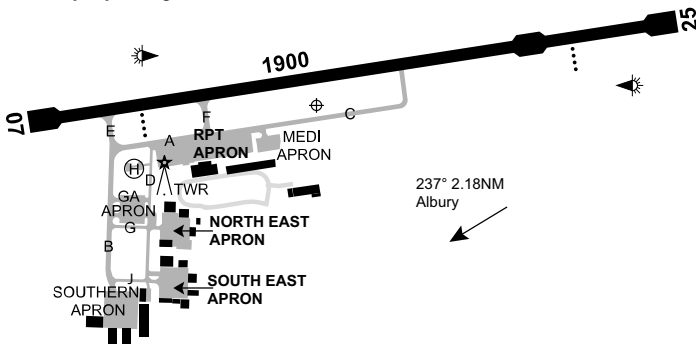 25
1900
07
E
F
C
A
RPT
APRON
MEDI
APRON
H
D
TWR
237° 2.18NM
Albury
GA
APRON
G
NORTH EAST
APRON
B
J
SOUTH EAST
APRON
SOUTHERN
APRON